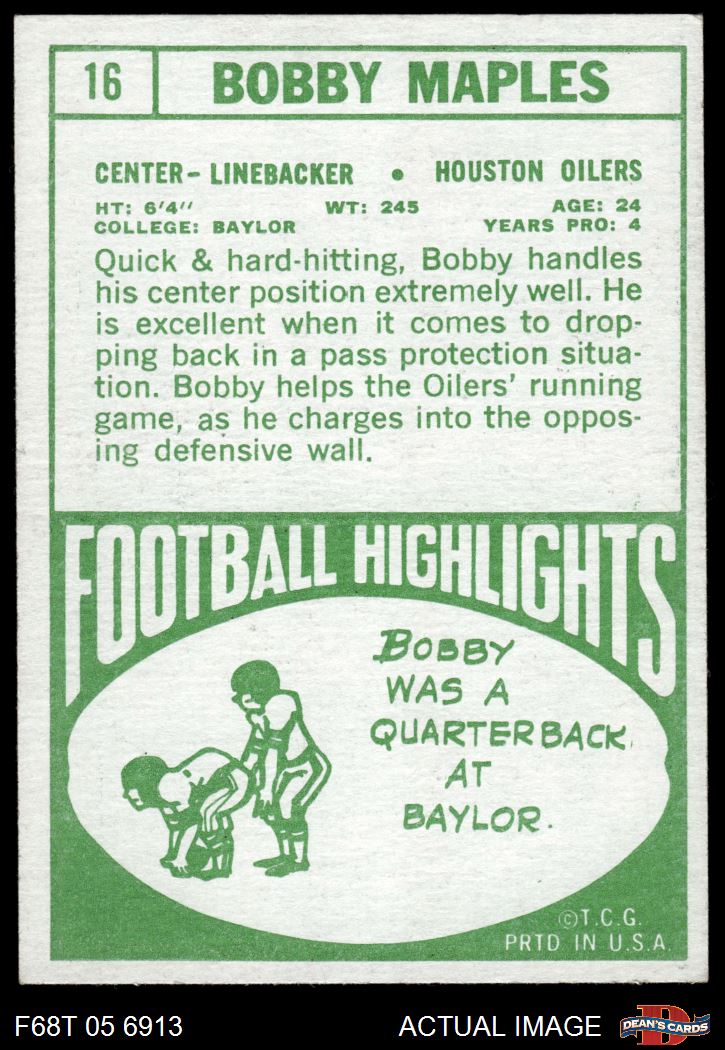 16 BOBBY MAPLES
CENTER-LINEBACKER • HOUSTON OILERS
HT: 6'4" WT: 245 AGE: 24
COLLEGE: BAYLOR YEARS PRO: 4
Quick & hard-hitting, Bobby handles
his center position extremely well. He
is excellent when it comes to drop-
ping back in a pass protection situa-
tion. Bobby helps the Oilers' running
game, as he charges into the oppos-
ing defensive wall.
FOOTBALL HIGHLIGHTS
BOBBY
WAS A
QUARTERBACK
AT
BAYLOR.
©T.C.G.
PRTD IN U.S.A.
F68T 05 6913 ACTUAL IMAGE D DEAN'S CARDS